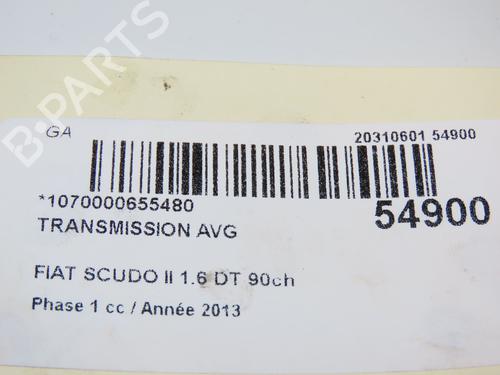 B-PARTS
GA
20310601 54900
*1070000655480
54900
TRANSMISSION AVG
FIAT SCUDO II 1.6 DT 90ch
Phase 1 cc / Année 2013